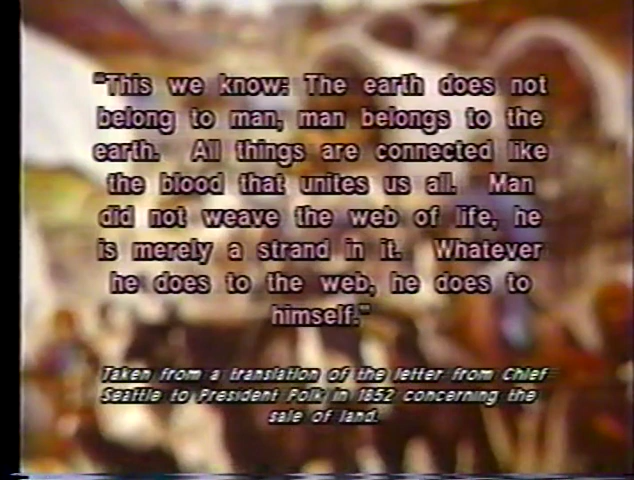 "This we know: The earth does not
belong to man, man belongs to the
earth. All things are connected like
the blood that unites us all. Man
did not weave the web of life, he
is merely a strand in it. Whatever
he does to the web, he does to
himself."
Taken from a translation of the letter from Chief
Seattle to President Polk in 1852 concerning the
sale of land.